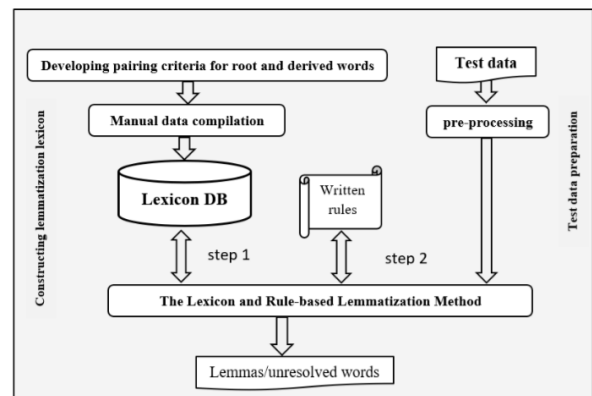 Developing pairing criteria for root and derived words
Test data
Manual data compilation
pre-processing
Constructing lemmatization lexicon
Lexicon DB
Written
rules
Test data preparation
step 1
step 2
The Lexicon and Rule-based Lemmatization Method
Lemmas/unresolved words